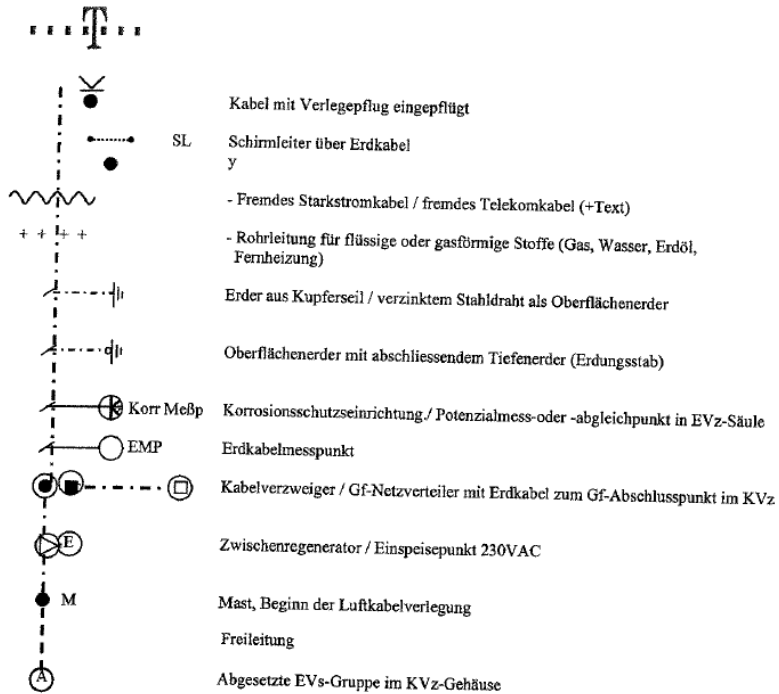 T
Kabel mit Verlegepflug eingepflügt
SL Schirmleiter über Erdkabel
y
- Fremdes Starkstromkabel / fremdes Telekomkabel (+Text)
+ + + +
- Rohrleitung für flüssige oder gasförmige Stoffe (Gas, Wasser, Erdöl,
Fernheizung)
Erder aus Kupferseil / verzinktem Stahldraht als Oberflächenerder
Oberflächenerder mit abschliessendem Tiefenerder (Erdungsstab)
Korr Meßp Korrosionsschutzseinrichtung./ Potenzialmess-oder -abgleichpunkt in EVz-Säule
EMP Erdkabelmesspunkt
Kabelverzweiger / Gf-Netzverteiler mit Erdkabel zum Gf-Abschlusspunkt im KVz
E Zwischenregenerator / Einspeisepunkt 230VAC
M Mast, Beginn der Luftkabelverlegung
Freileitung
A Abgesetzte EVs-Gruppe im KVz-Gehäuse